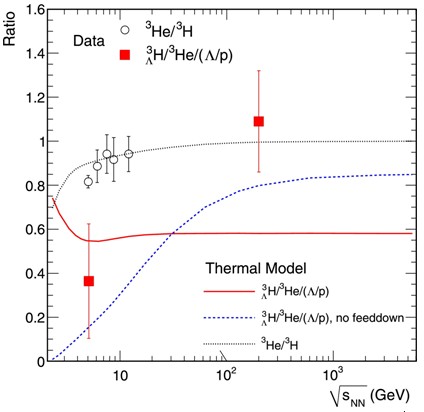 Ratio
1.6
1.4
1.2
1
0.8
0.6
0.4
0.2
0
Data
³He/³H
³ΛH/³He/(Λ/p)
Thermal Model
³ΛH/³He/(Λ/p)
³ΛH/³He/(Λ/p), no feeddown
³He/³H
10
10²
10³
√sNN (GeV)